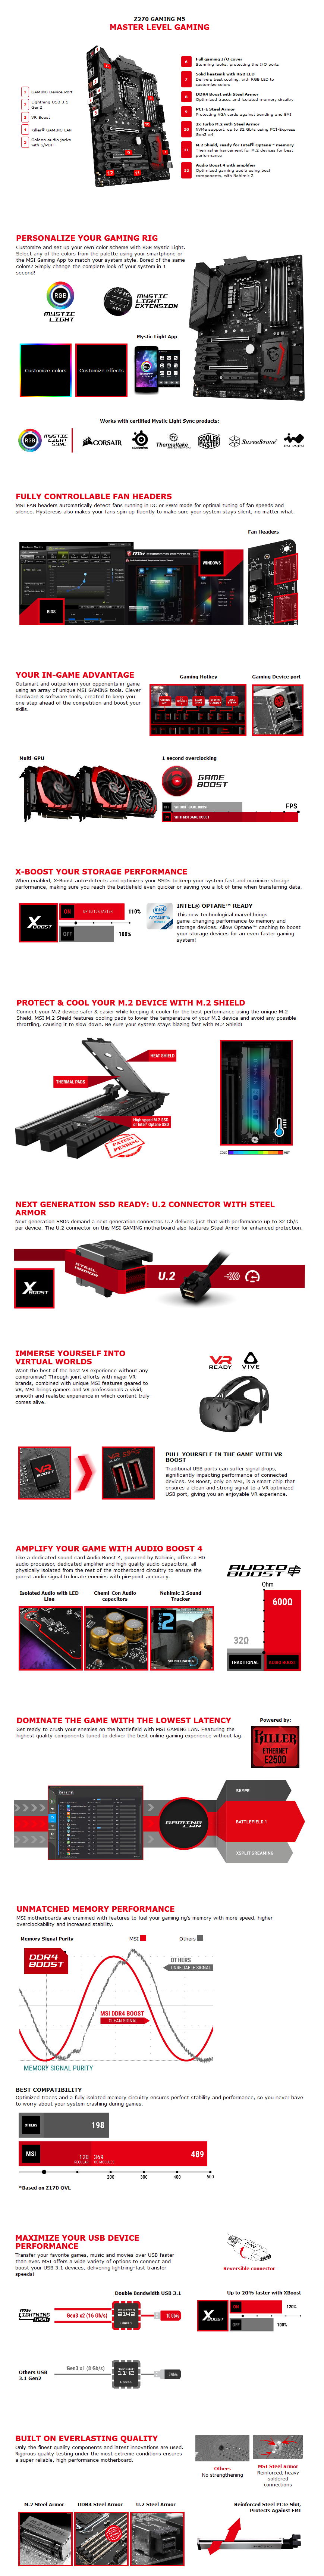 Z270 GAMING M5
MASTER LEVEL GAMING
1 GAMING Device Port
2 Lightning USB 3.1
Gen2
3 VR Boost
4 Killer® GAMING LAN
5 Golden audio jacks
with S/PDIF
6 Full gaming I/O cover
Stunning looks, protecting the I/O ports
7 Solid heatsink with RGB LED
Delivers best cooling, with RGB LED to
customize colors
8 DDR4 Boost with Steel Armor
Optimized traces and isolated memory circuitry
9 PCI-E Steel Armor
Protecting VGA cards against bending and EMI
10 2x Turbo M.2 with Steel Armor
NVMe support, up to 32 Gb/s using PCI-Express
Gen3 x4
11 M.2 Shield, ready for Intel® Optane™ memory
Thermal enhancement for M.2 devices for best
performance
12 Audio Boost 4 with amplifier
Optimized gaming audio using best
components, with Nahimic 2
PERSONALIZE YOUR GAMING RIG
Customize and set up your own color scheme with RGB Mystic Light.
Select any of the colors from the palette using your smartphone or
the MSI Gaming App to match your system style. Bored of the same
colors? Simply change the complete look of your system in 1
second!
RGB
MYSTIC
LIGHT
MYSTIC
LIGHT
EXTENSION
Mystic Light App
Customize colors
Customize effects
Works with certified Mystic Light Sync products:
RGB
MYSTIC
LIGHT
SYNC
CORSAIR
steelseries
Thermaltake
COOLER
MASTER
SILVERSTONE
IN WIN
FULLY CONTROLLABLE FAN HEADERS
MSI FAN headers automatically detect fans running in DC or PWM mode for optimal tuning of fan speeds and
silence. Hysteresis also makes your fans spin up fluently to make sure your system stays silent, no matter what.
Fan Headers
msi COMMAND CENTER
BIOS
WINDOWS
YOUR IN-GAME ADVANTAGE
Outsmart and outperform your opponents in-game
using an array of unique MSI GAMING tools. Clever
hardware & software tools, created to keep you
one step ahead of the competition and boost your
skills.
Gaming Hotkey
Gaming Device port
Multi-GPU
1 second overclocking
GAME
BOOST
OFF WITHOUT GAME BOOST
FPS
ON WITH MSI GAME BOOST
X-BOOST YOUR STORAGE PERFORMANCE
When enabled, X-Boost auto-detects and optimizes your SSDs to keep your system fast and maximize storage
performance, making sure you reach the battlefield even quicker or saving you a lot of time when transferring data.
X
BOOST
ON UP TO 10% FASTER 110%
OFF 100%
INTEL® OPTANE™ READY
This new technological marvel brings
game-changing performance to memory and
storage devices. Allow Optane™ caching to boost
your storage devices for an even faster gaming
system!
PROTECT & COOL YOUR M.2 DEVICE WITH M.2 SHIELD
Connect your M.2 device safer & easier while keeping it cooler for the best performance using the unique M.2
Shield. MSI M.2 Shield features cooling pads to lower the temperature of your M.2 device and avoid any possible
throttling, causing it to slow down. Be sure your system stays blazing fast with M.2 Shield!
HEAT SHIELD
THERMAL PADS
High speed M.2 SSD
or Intel® Optane SSD
PATENT
PENDING
COLD
HOT
NEXT GENERATION SSD READY: U.2 CONNECTOR WITH STEEL
ARMOR
Next generation SSDs demand a next generation connector. U.2 delivers just that with performance up to 32 Gb/s
per device. The U.2 connector on this MSI GAMING motherboard also features Steel Armor for enhanced protection.
STEEL
ARMOR
U.2
X
BOOST
IMMERSE YOURSELF INTO
VIRTUAL WORLDS
Want the best of the best VR experience without any
compromise? Through joint efforts with major VR
brands, combined with unique MSI features geared to
VR, MSI brings gamers and VR professionals a vivid,
smooth and realistic experience in which content truly
comes alive.
VR
READY
VIVE
VR
BOOST
PULL YOURSELF IN THE GAME WITH VR
BOOST
Traditional USB ports can suffer signal drops,
significantly impacting performance of connected
devices. VR Boost, only on MSI, is a smart chip that
ensures a clean and strong signal to a VR optimized
USB port, giving you an enjoyable VR experience.
AMPLIFY YOUR GAME WITH AUDIO BOOST 4
Like a dedicated sound card Audio Boost 4, powered by Nahimic, offers a HD
audio processor, dedicated amplifier and high quality audio capacitors, all
physically isolated from the rest of the motherboard circuitry to ensure the
purest audio signal to locate enemies with pin-point accuracy.
AUDIO
BOOST
Isolated Audio with LED
Line
Chemi-Con Audio
capacitors
Nahimic 2 Sound
Tracker
SOUND TRACKER
Ohm
600Ω
32Ω
TRADITIONAL
AUDIO BOOST
DOMINATE THE GAME WITH THE LOWEST LATENCY
Get ready to crush your enemies on the battlefield with MSI GAMING LAN. Featuring the
highest quality components tuned to deliver the best online gaming experience without lag.
Powered by:
KILLER
ETHERNET
E2500
KILLER
GAMING
LAN
SKYPE
BATTLEFIELD 1
XSPLIT STREAMING
UNMATCHED MEMORY PERFORMANCE
MSI motherboards are crammed with features to fuel your gaming rig's memory with more speed, higher
overclockability and increased stability.
Memory Signal Purity
MSI
Others
DDR4
BOOST
OTHERS
UNRELIABLE SIGNAL
MSI DDR4 BOOST
CLEAN SIGNAL
MEMORY SIGNAL PURITY
BEST COMPATIBILITY
Optimized traces and a fully isolated memory circuitry ensures perfect stability and performance, so you never have
to worry about your system crashing during games.
OTHERS 198
MSI 120 369 489
200 300 400 500
*Based on Z170 QVL
MAXIMIZE YOUR USB DEVICE
PERFORMANCE
Transfer your favorite games, music and movies over USB faster
than ever. MSI offers a wide variety of options to connect and
boost your USB 3.1 devices, delivering lightning-fast transfer
speeds!
Reversible connector
Double Bandwidth USB 3.1
Up to 20% faster with XBoost
msi
LIGHTNING
USB
Gen3 x2 (16 Gb/s)
X
BOOST
ON 120%
OFF 100%
Others USB
3.1 Gen2
Gen3 x1 (8 Gb/s)
BUILT ON EVERLASTING QUALITY
Only the finest quality components and latest innovations are used.
Rigorous quality testing under the most extreme conditions ensures
a super reliable, high performance motherboard.
Others
No strengthening
MSI Steel armor
Reinforced, heavy
soldered
connections
M.2 Steel Armor
DDR4 Steel Armor
U.2 Steel Armor
Reinforced Steel PCIe Slot,
Protects Against EMI